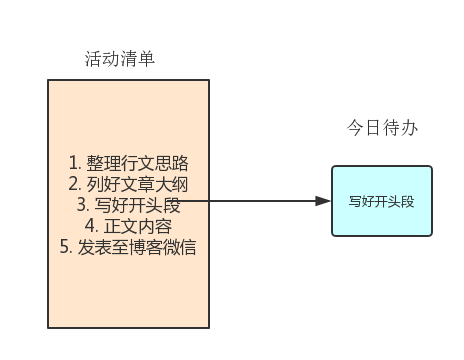 活动清单
1. 整理行文思路
2. 列好文章大纲
3. 写好开头段
4. 正文内容
5. 发表至博客微信
今日待办
写好开头段